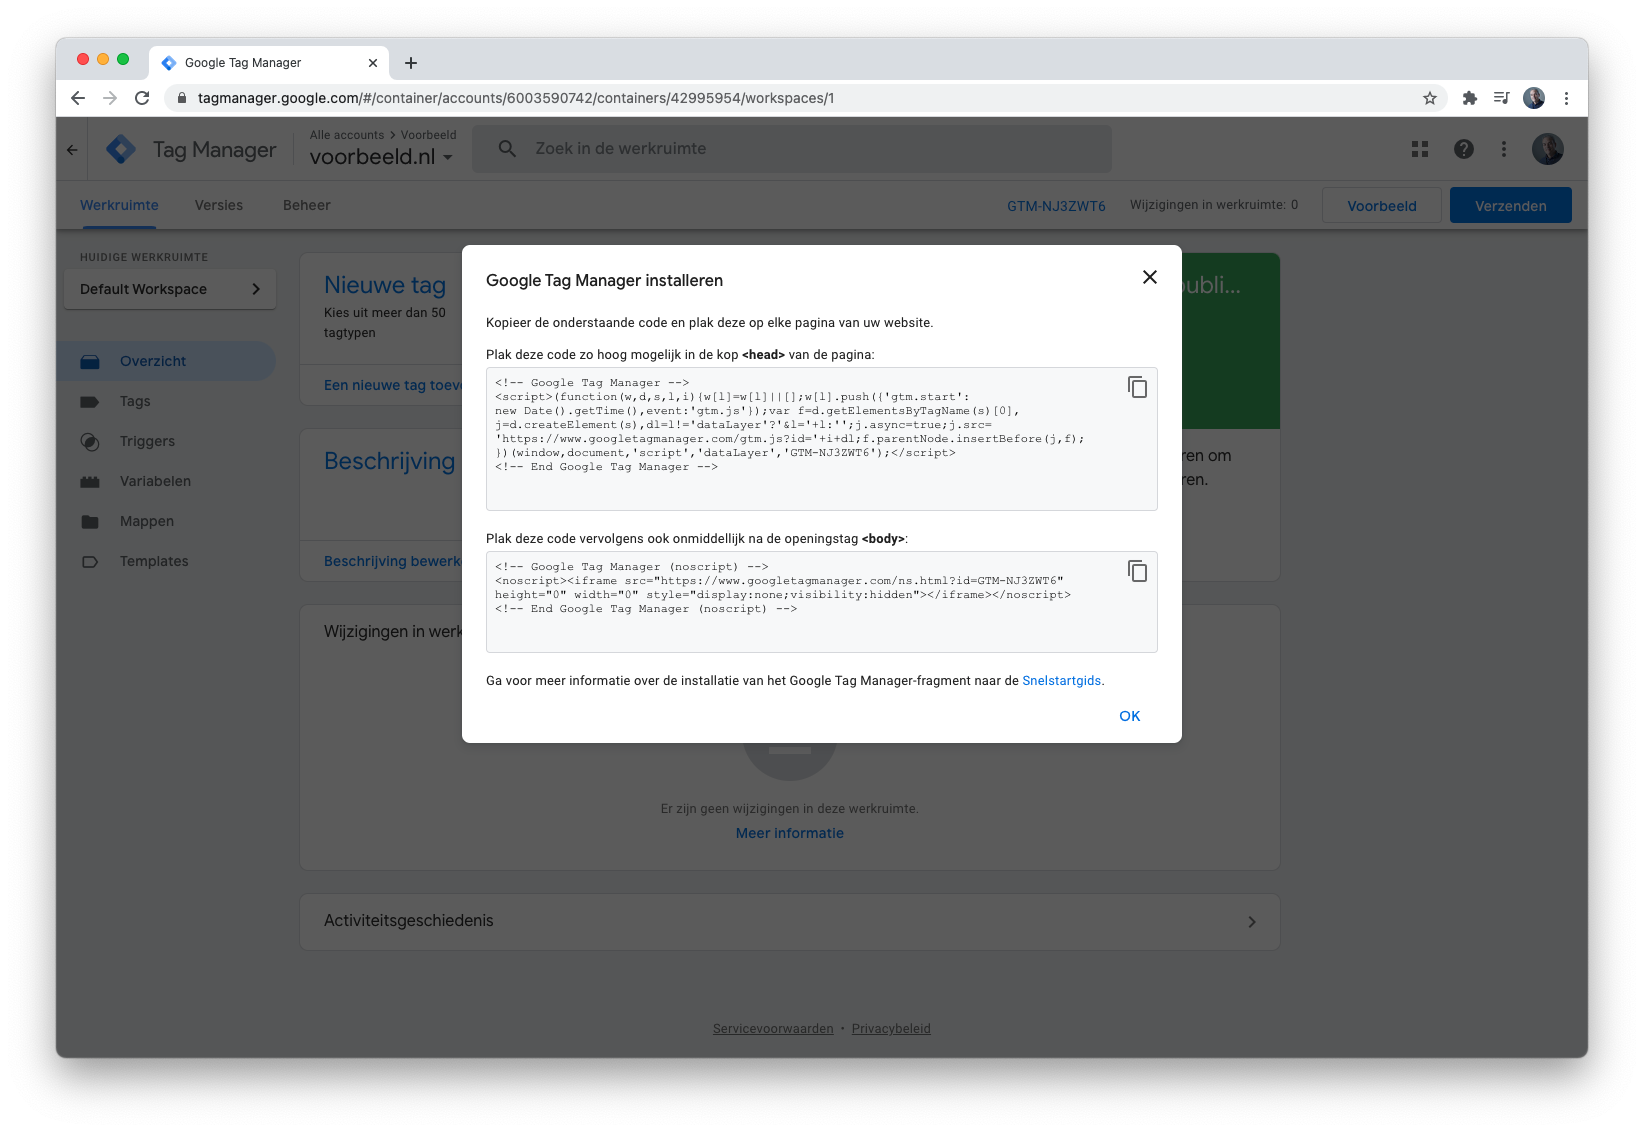 Google Tag Manager
tagmanager.google.com/#/container/accounts/6003590742/containers/42995954/workspaces/1
Tag Manager
Alle accounts > Voorbeeld
voorbeeld.nl
Zoek in de werkruimte
Werkruimte
Versies
Beheer
GTM-NJ3ZWT6
Wijzigingen in werkruimte: 0
Voorbeeld
Verzenden
HUIDIGE WERKRUIMTE
Default Workspace
Overzicht
Tags
Triggers
Variabelen
Mappen
Templates
Nieuwe tag
Kies uit meer dan 50
tagtypen
Een nieuwe tag toev
Beschrijving
Beschrijving bewerk
ubli...
ren om
ren.
Google Tag Manager installeren
Kopieer de onderstaande code en plak deze op elke pagina van uw website.
Plak deze code zo hoog mogelijk in de kop <head> van de pagina:
<!-- Google Tag Manager -->
<script>(function(w,d,s,l,i){w[l]=w[l]||[];w[l].push({'gtm.start':
new Date().getTime(),event:'gtm.js'});var f=d.getElementsByTagName(s)[0],
j=d.createElement(s),dl=l!='dataLayer'?'&l='+l:'';j.async=true;j.src=
'https://www.googletagmanager.com/gtm.js?id='+i+dl;f.parentNode.insertBefore(j,f);
})(window,document,'script','dataLayer','GTM-NJ3ZWT6');</script>
<!-- End Google Tag Manager -->
Plak deze code vervolgens ook onmiddellijk na de openingstag <body>:
<!-- Google Tag Manager (noscript) -->
<noscript><iframe src="https://www.googletagmanager.com/ns.html?id=GTM-NJ3ZWT6"
height="0" width="0" style="display:none;visibility:hidden"></iframe></noscript>
<!-- End Google Tag Manager (noscript) -->
Ga voor meer informatie over de installatie van het Google Tag Manager-fragment naar de Snelstartgids.
OK
Wijzigingen in werk
Er zijn geen wijzigingen in deze werkruimte.
Meer informatie
Activiteitsgeschiedenis
Servicevoorwaarden • Privacybeleid